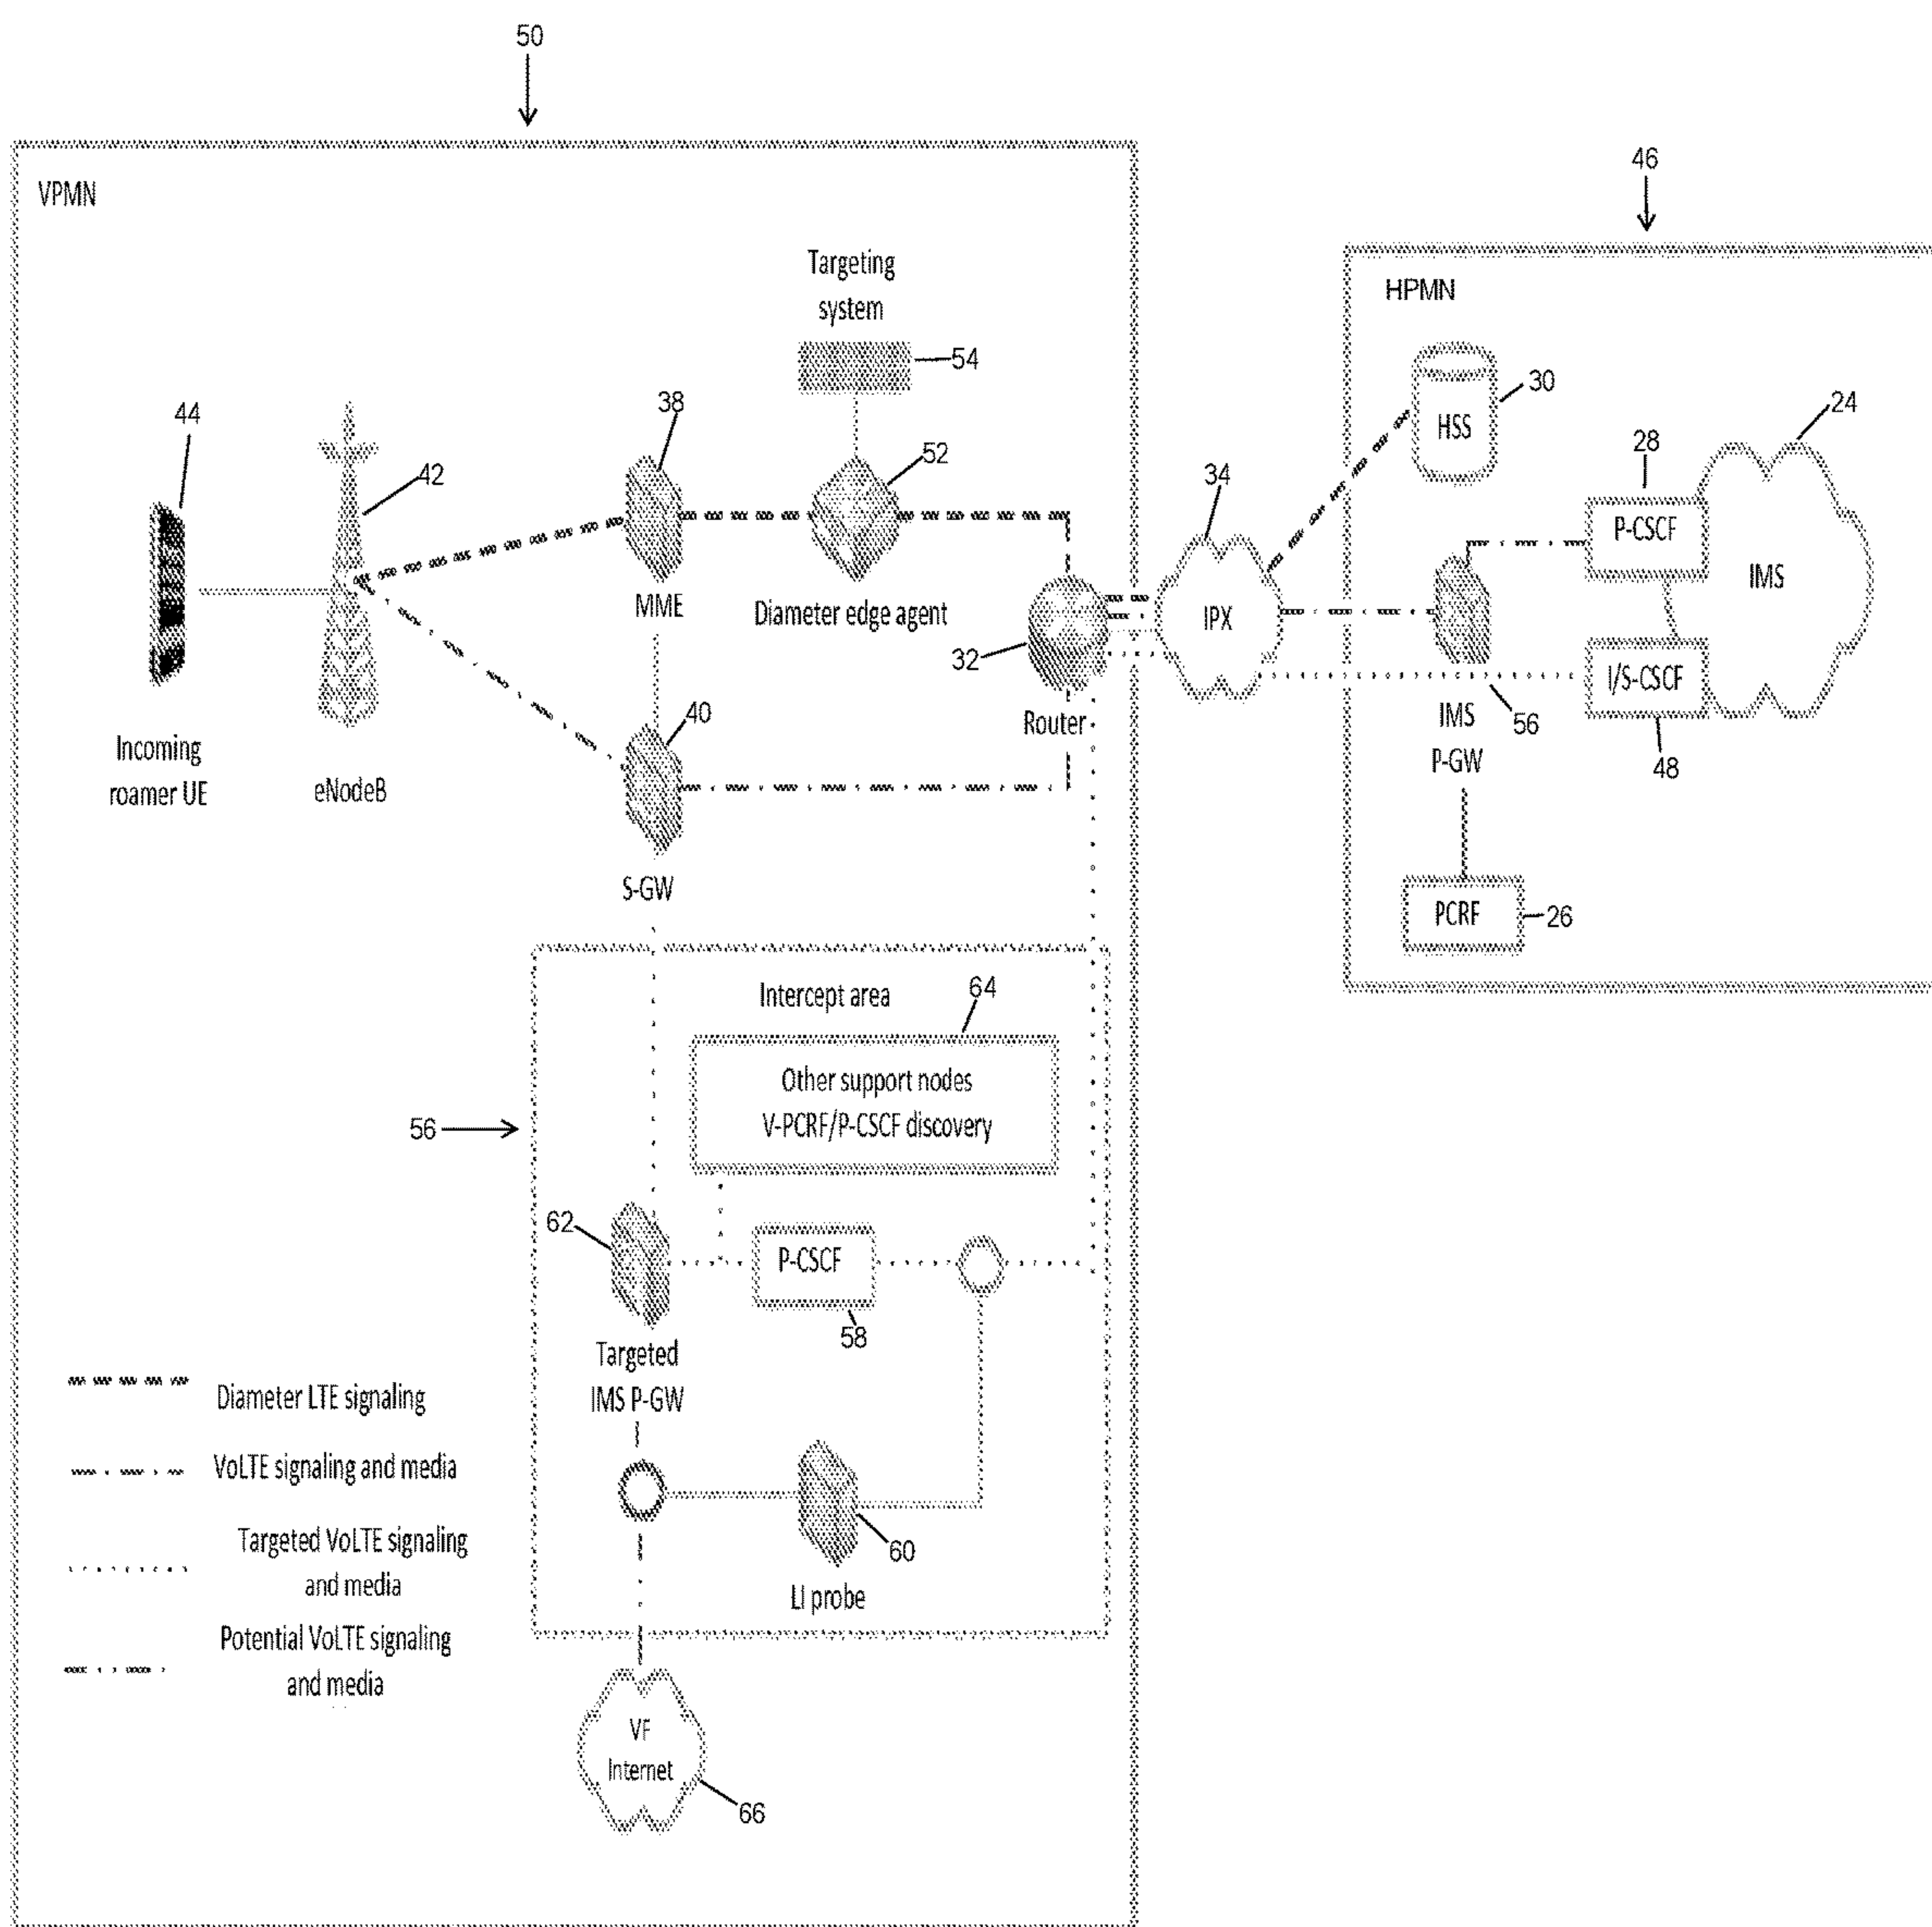 50
VPMN
46
HPMN
Targeting
system
54
44
42
38
52
34
30
HSS
24
28
P-CSCF
IMS
IPX
MME
Diameter edge agent
32
Router
I/S-CSCF
56
48
IMS
P-GW
PCRF
26
Incoming
roamer UE
eNodeB
40
S-GW
Intercept area
64
Other support nodes
V-PCRF/P-CSCF discovery
56
62
P-CSCF
58
Targeted
IMS P-GW
60
LI probe
Diameter LTE signaling
VoLTE signaling and media
Targeted VoLTE signaling
and media
Potential VoLTE signaling
and media
VF
Internet
66